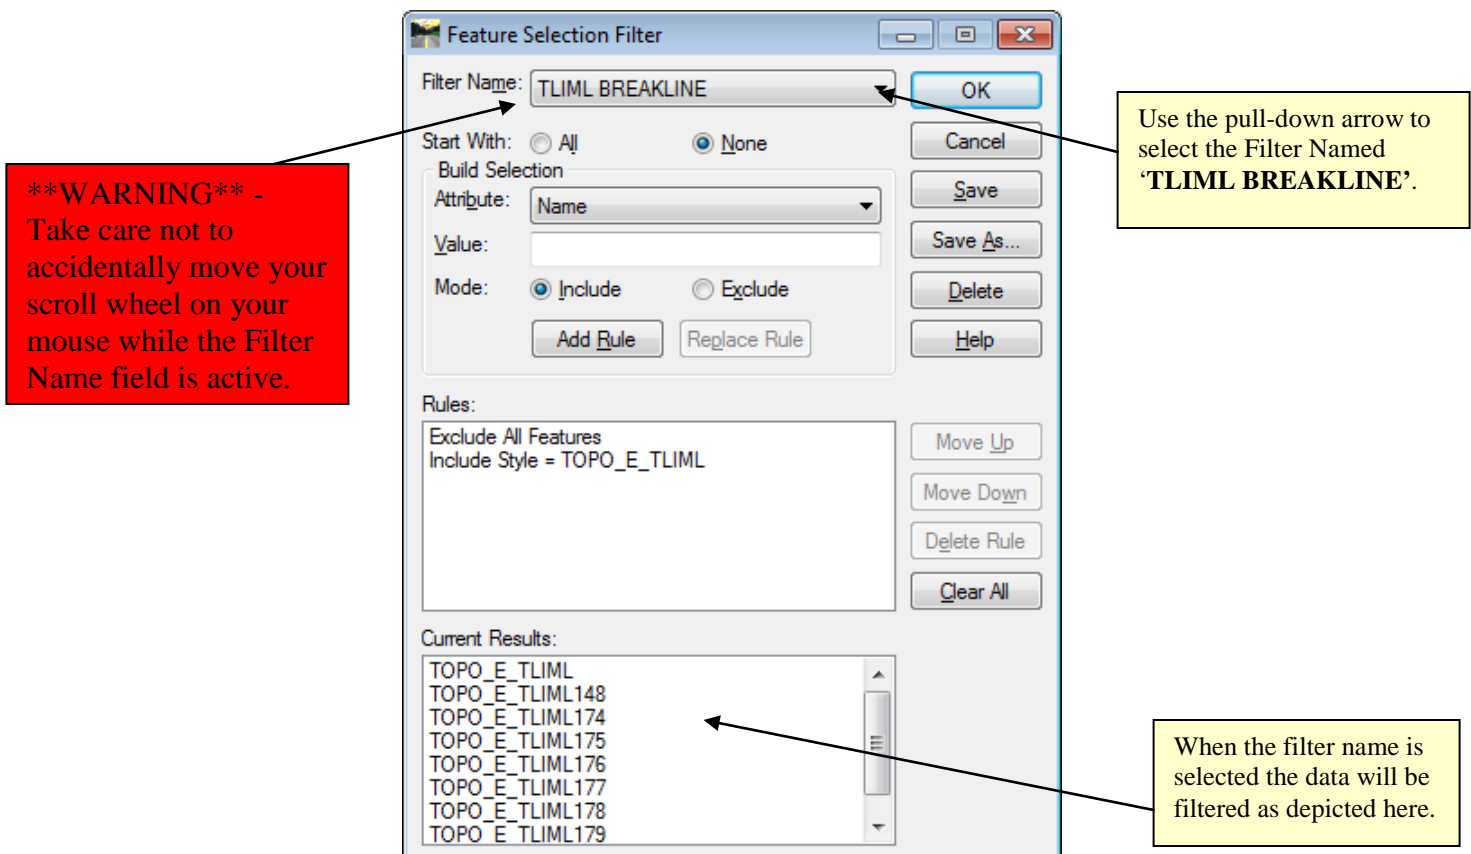 Feature Selection Filter
Filter Name: TLIML BREAKLINE
OK
Start With: All None
Cancel
Build Selection
Attribute: Name
Save
Value:
Save As...
Mode: Include Exclude
Delete
Add Rule Replace Rule
Help
Rules:
Exclude All Features
Include Style = TOPO_E_TLIML
Move Up
Move Down
Delete Rule
Clear All
Current Results:
TOPO_E_TLIML
TOPO_E_TLIML148
TOPO_E_TLIML174
TOPO_E_TLIML175
TOPO_E_TLIML176
TOPO_E_TLIML177
TOPO_E_TLIML178
TOPO_E_TLIML179
**WARNING** -
Take care not to
accidentally move your
scroll wheel on your
mouse while the Filter
Name field is active.
Use the pull-down arrow to
select the Filter Named
‘TLIML BREAKLINE’.
When the filter name is
selected the data will be
filtered as depicted here.